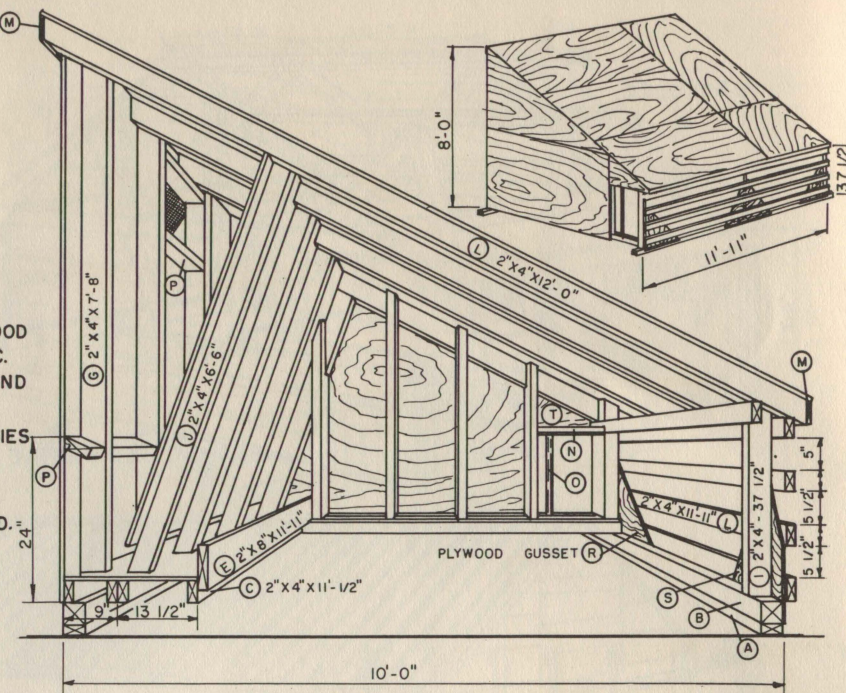 M
8'-0"
37 1/2
11'-11"
L 2"X4"X12'-0"
P
G 2"X4"X7'-8"
OOD
C.
ND
IES
O.
J 2"X4"X6'-6"
M
T
N
O
P
5"
5 1/2"
5 1/2"
24"
2"X4"X11'-11" L
I 2"X4"-37 1/2"
E 2"X8"X11'-11"
PLYWOOD GUSSET R
C 2"X4"X11'-1/2"
S
B
A
9" 13 1/2"
10'-0"